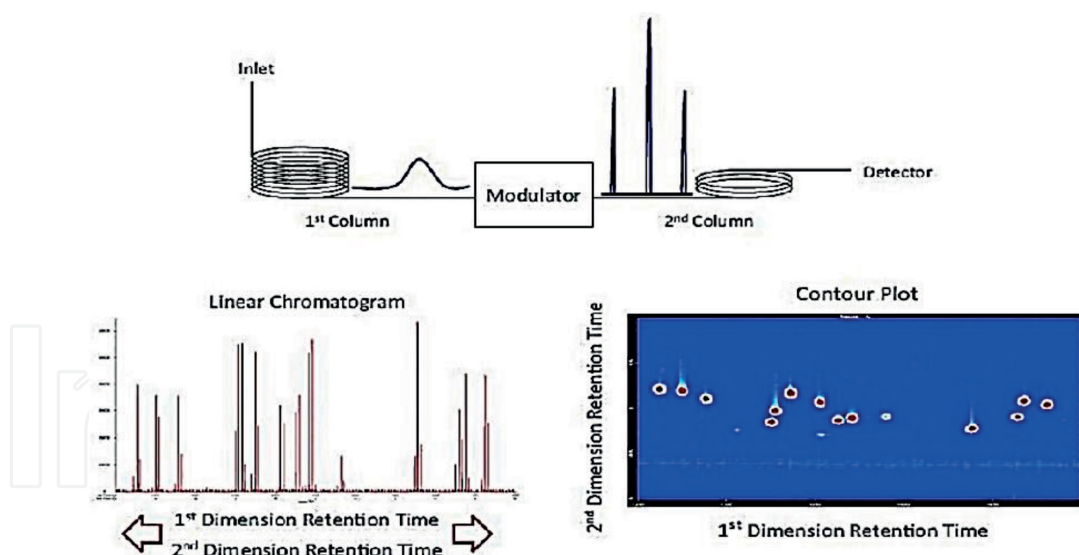 Inlet
Modulator
Detector
1st Column
2nd Column
Linear Chromatogram
1st Dimension Retention Time
2nd Dimension Retention Time
Contour Plot
2nd Dimension Retention Time
1st Dimension Retention Time